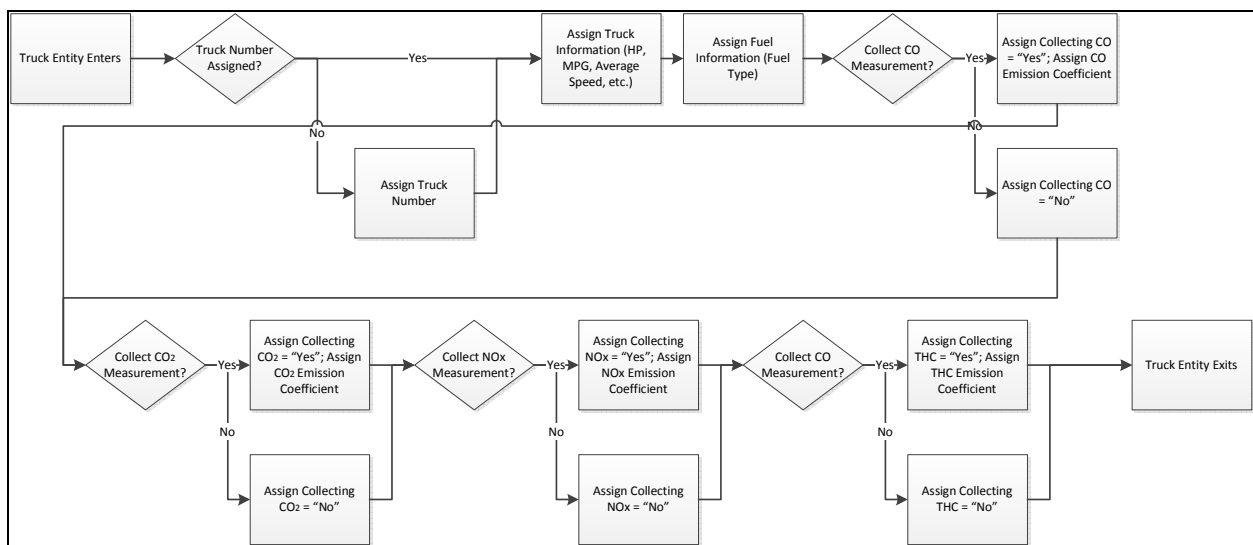 Truck Entity Enters
Truck Number
Assigned?
Yes
No
Assign Truck
Number
Assign Truck
Information (HP,
MPG, Average
Speed, etc.)
Assign Fuel
Information (Fuel
Type)
Collect CO
Measurement?
Yes
No
Assign Collecting CO
= “Yes”; Assign CO
Emission Coefficient
Assign Collecting CO
= “No”
Collect CO2
Measurement?
Yes
No
Assign Collecting
CO2 = “Yes”; Assign
CO2 Emission
Coefficient
Assign Collecting
CO2 = “No”
Collect NOx
Measurement?
Yes
No
Assign Collecting
NOx = “Yes”; Assign
NOx Emission
Coefficient
Assign Collecting
NOx = “No”
Collect CO
Measurement?
Yes
No
Assign Collecting
THC = “Yes”; Assign
THC Emission
Coefficient
Assign Collecting
THC = “No”
Truck Entity Exits